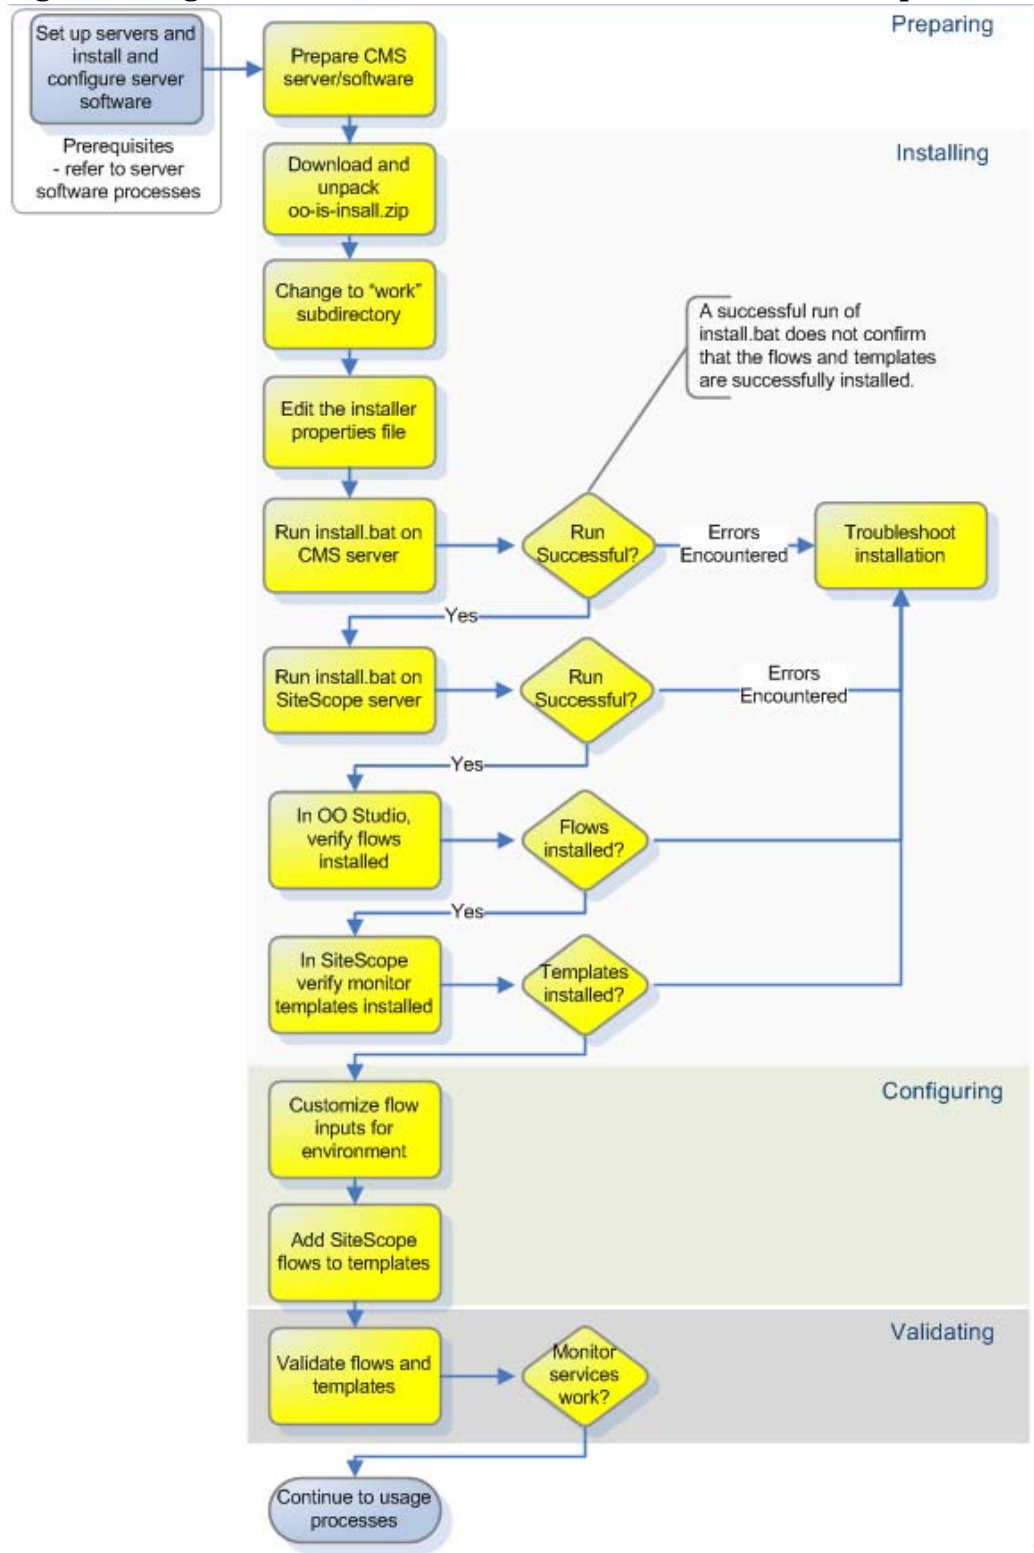 Preparing
Set up servers and
install and
configure server
software
Prerequisites
- refer to server
software processes
Prepare CMS
server/software
Installing
Download and
unpack
oo-is-insall.zip
Change to “work”
subdirectory
A successful run of
install.bat does not confirm
that the flows and templates
are successfully installed.
Edit the installer
properties file
Run install.bat on
CMS server
Run
Successful?
Errors
Encountered
Troubleshoot
installation
Yes
Run install.bat on
SiteScope server
Run
Successful?
Errors
Encountered
Yes
In OO Studio,
verify flows
installed
Flows
installed?
Yes
In SiteScope
verify monitor
templates installed
Templates
installed?
Configuring
Customize flow
inputs for
environment
Add SiteScope
flows to templates
Validating
Validate flows and
templates
Monitor
services
work?
Continue to usage
processes